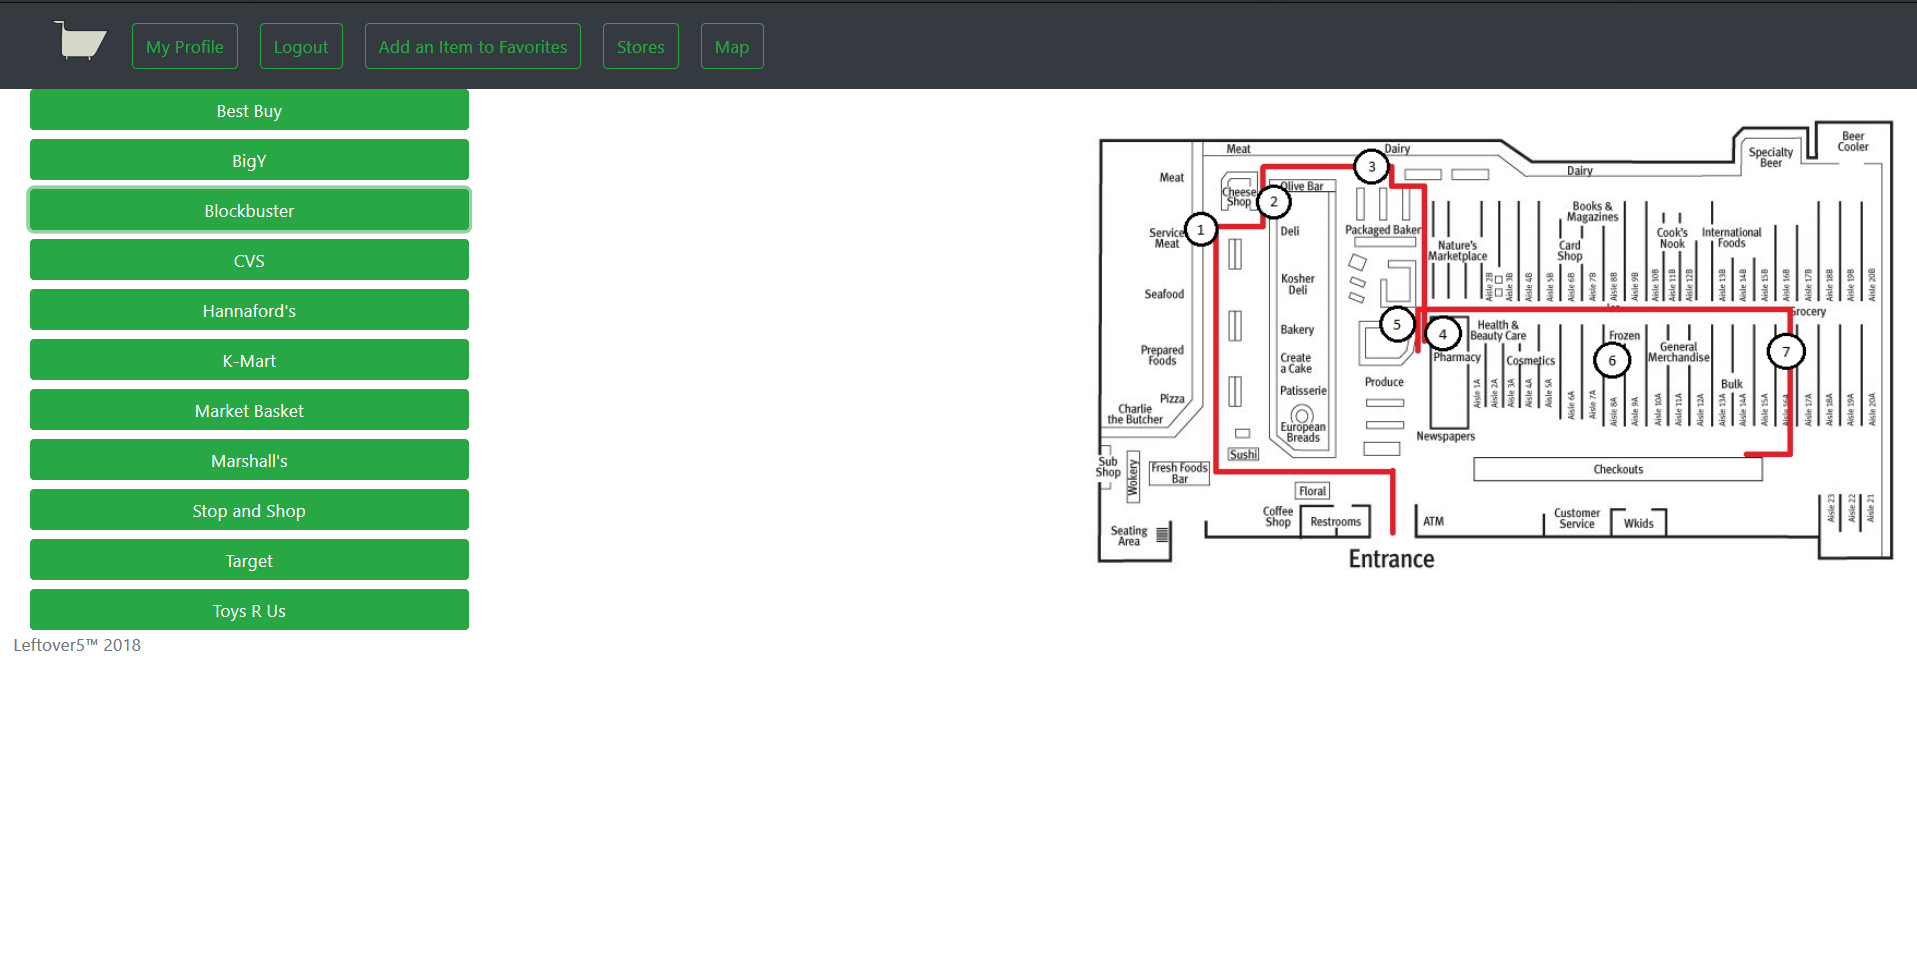 My Profile
Logout
Add an Item to Favorites
Stores
Map
Best Buy
BigY
Blockbuster
CVS
Hannaford's
K-Mart
Market Basket
Marshall's
Stop and Shop
Target
Toys R Us
Leftover5™ 2018
Meat
Dairy
3
Beer
Cooler
Specialty
Beer
Dairy
Meat
Cheese
Shop
Olive Bar
2
1
Service
Meat
Deli
Packaged Baker
Nature's
Marketplace
Books &
Magazines
Card
Shop
Cook's
Nook
International
Foods
Seafood
Kosher
Deli
Aisle 2B
Aisle 3B
Aisle 4B
Aisle 5B
Aisle 6B
Aisle 7B
Aisle 8B
Aisle 9B
Aisle 10B
Aisle 11B
Aisle 12B
Aisle 13B
Aisle 14B
Aisle 15B
Aisle 16B
Aisle 17B
Aisle 18B
Aisle 19B
Aisle 20B
Grocery
5
4
Bakery
Health &
Beauty Care
Frozen
Prepared
Foods
Create
a Cake
Pharmacy
Cosmetics
6
General
Merchandise
7
Patisserie
Produce
Bulk
Pizza
Charlie
the Butcher
European
Breads
Aisle 1A
Aisle 2A
Aisle 3A
Aisle 4A
Aisle 5A
Aisle 6A
Aisle 7A
Aisle 8A
Aisle 9A
Aisle 10A
Aisle 11A
Aisle 12A
Aisle 13A
Aisle 14A
Aisle 15A
Aisle 16A
Aisle 17A
Aisle 18A
Aisle 19A
Aisle 20A
Newspapers
Sushi
Sub
Shop
Wokery
Fresh Foods
Bar
Checkouts
Floral
Coffee
Shop
Restrooms
ATM
Customer
Service
Wkids
Aisle 23
Aisle 22
Aisle 21
Seating
Area
Entrance